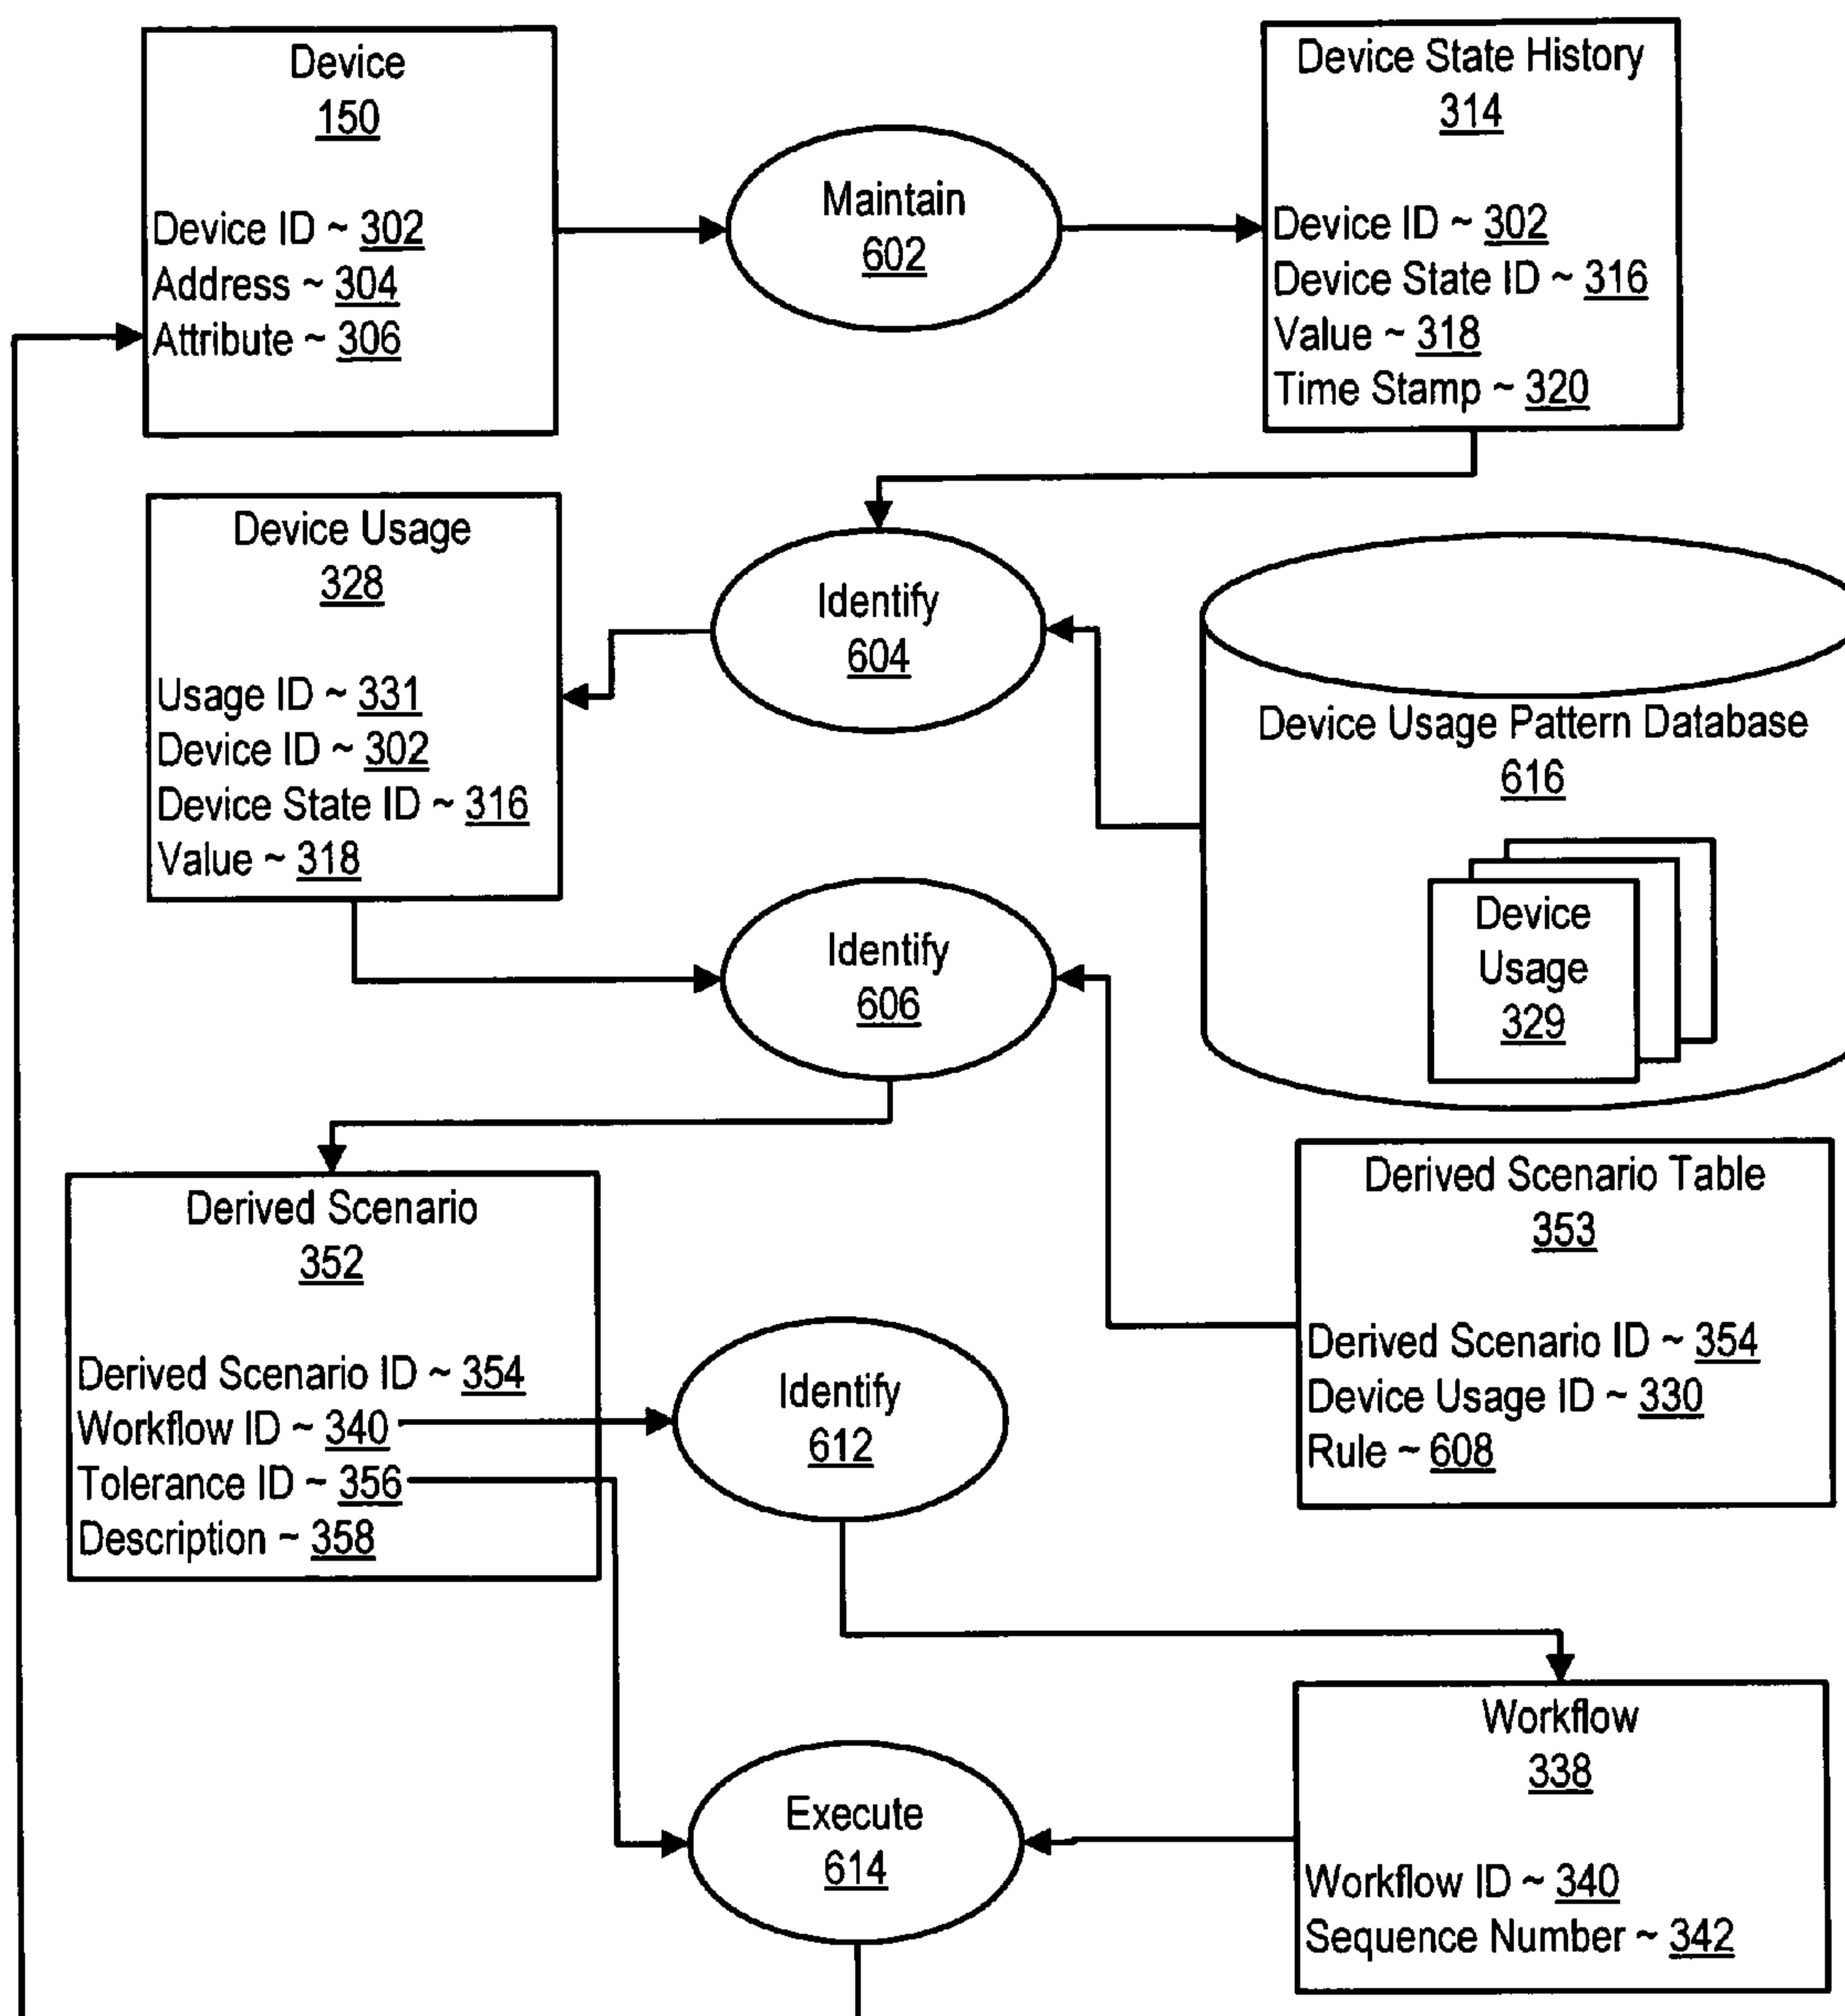 Device
150
Device ID ~ 302
Address ~ 304
Attribute ~ 306
Maintain
602
Device State History
314
Device ID ~ 302
Device State ID ~ 316
Value ~ 318
Time Stamp ~ 320
Device Usage
328
Usage ID ~ 331
Device ID ~ 302
Device State ID ~ 316
Value ~ 318
Identify
604
Device Usage Pattern Database
616
Device
Usage
329
Identify
606
Derived Scenario
352
Derived Scenario ID ~ 354
Workflow ID ~ 340
Tolerance ID ~ 356
Description ~ 358
Identify
612
Derived Scenario Table
353
Derived Scenario ID ~ 354
Device Usage ID ~ 330
Rule ~ 608
Execute
614
Workflow
338
Workflow ID ~ 340
Sequence Number ~ 342